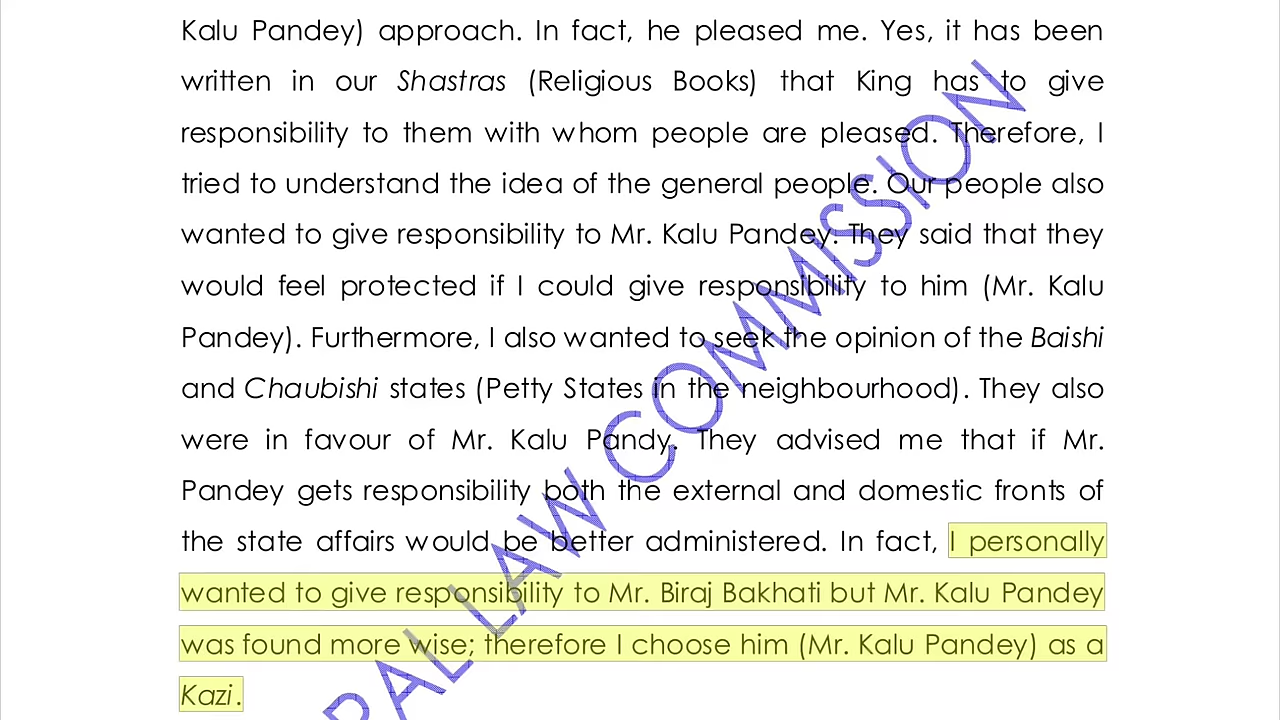 Kalu Pandey) approach. In fact, he pleased me. Yes, it has been
written in our Shastras (Religious Books) that King has to give
responsibility to them with whom people are pleased. Therefore, I
tried to understand the idea of the general people. Our people also
wanted to give responsibility to Mr. Kalu Pandey. They said that they
would feel protected if I could give responsibility to him (Mr. Kalu
Pandey). Furthermore, I also wanted to seek the opinion of the Baishi
and Chaubishi states (Petty States in the neighbourhood). They also
were in favour of Mr. Kalu Pandy. They advised me that if Mr.
Pandey gets responsibility both the external and domestic fronts of
the state affairs would be better administered. In fact, I personally
wanted to give responsibility to Mr. Biraj Bakhati but Mr. Kalu Pandey
was found more wise; therefore I choose him (Mr. Kalu Pandey) as a
Kazi.
PAL LAW COMMISSION